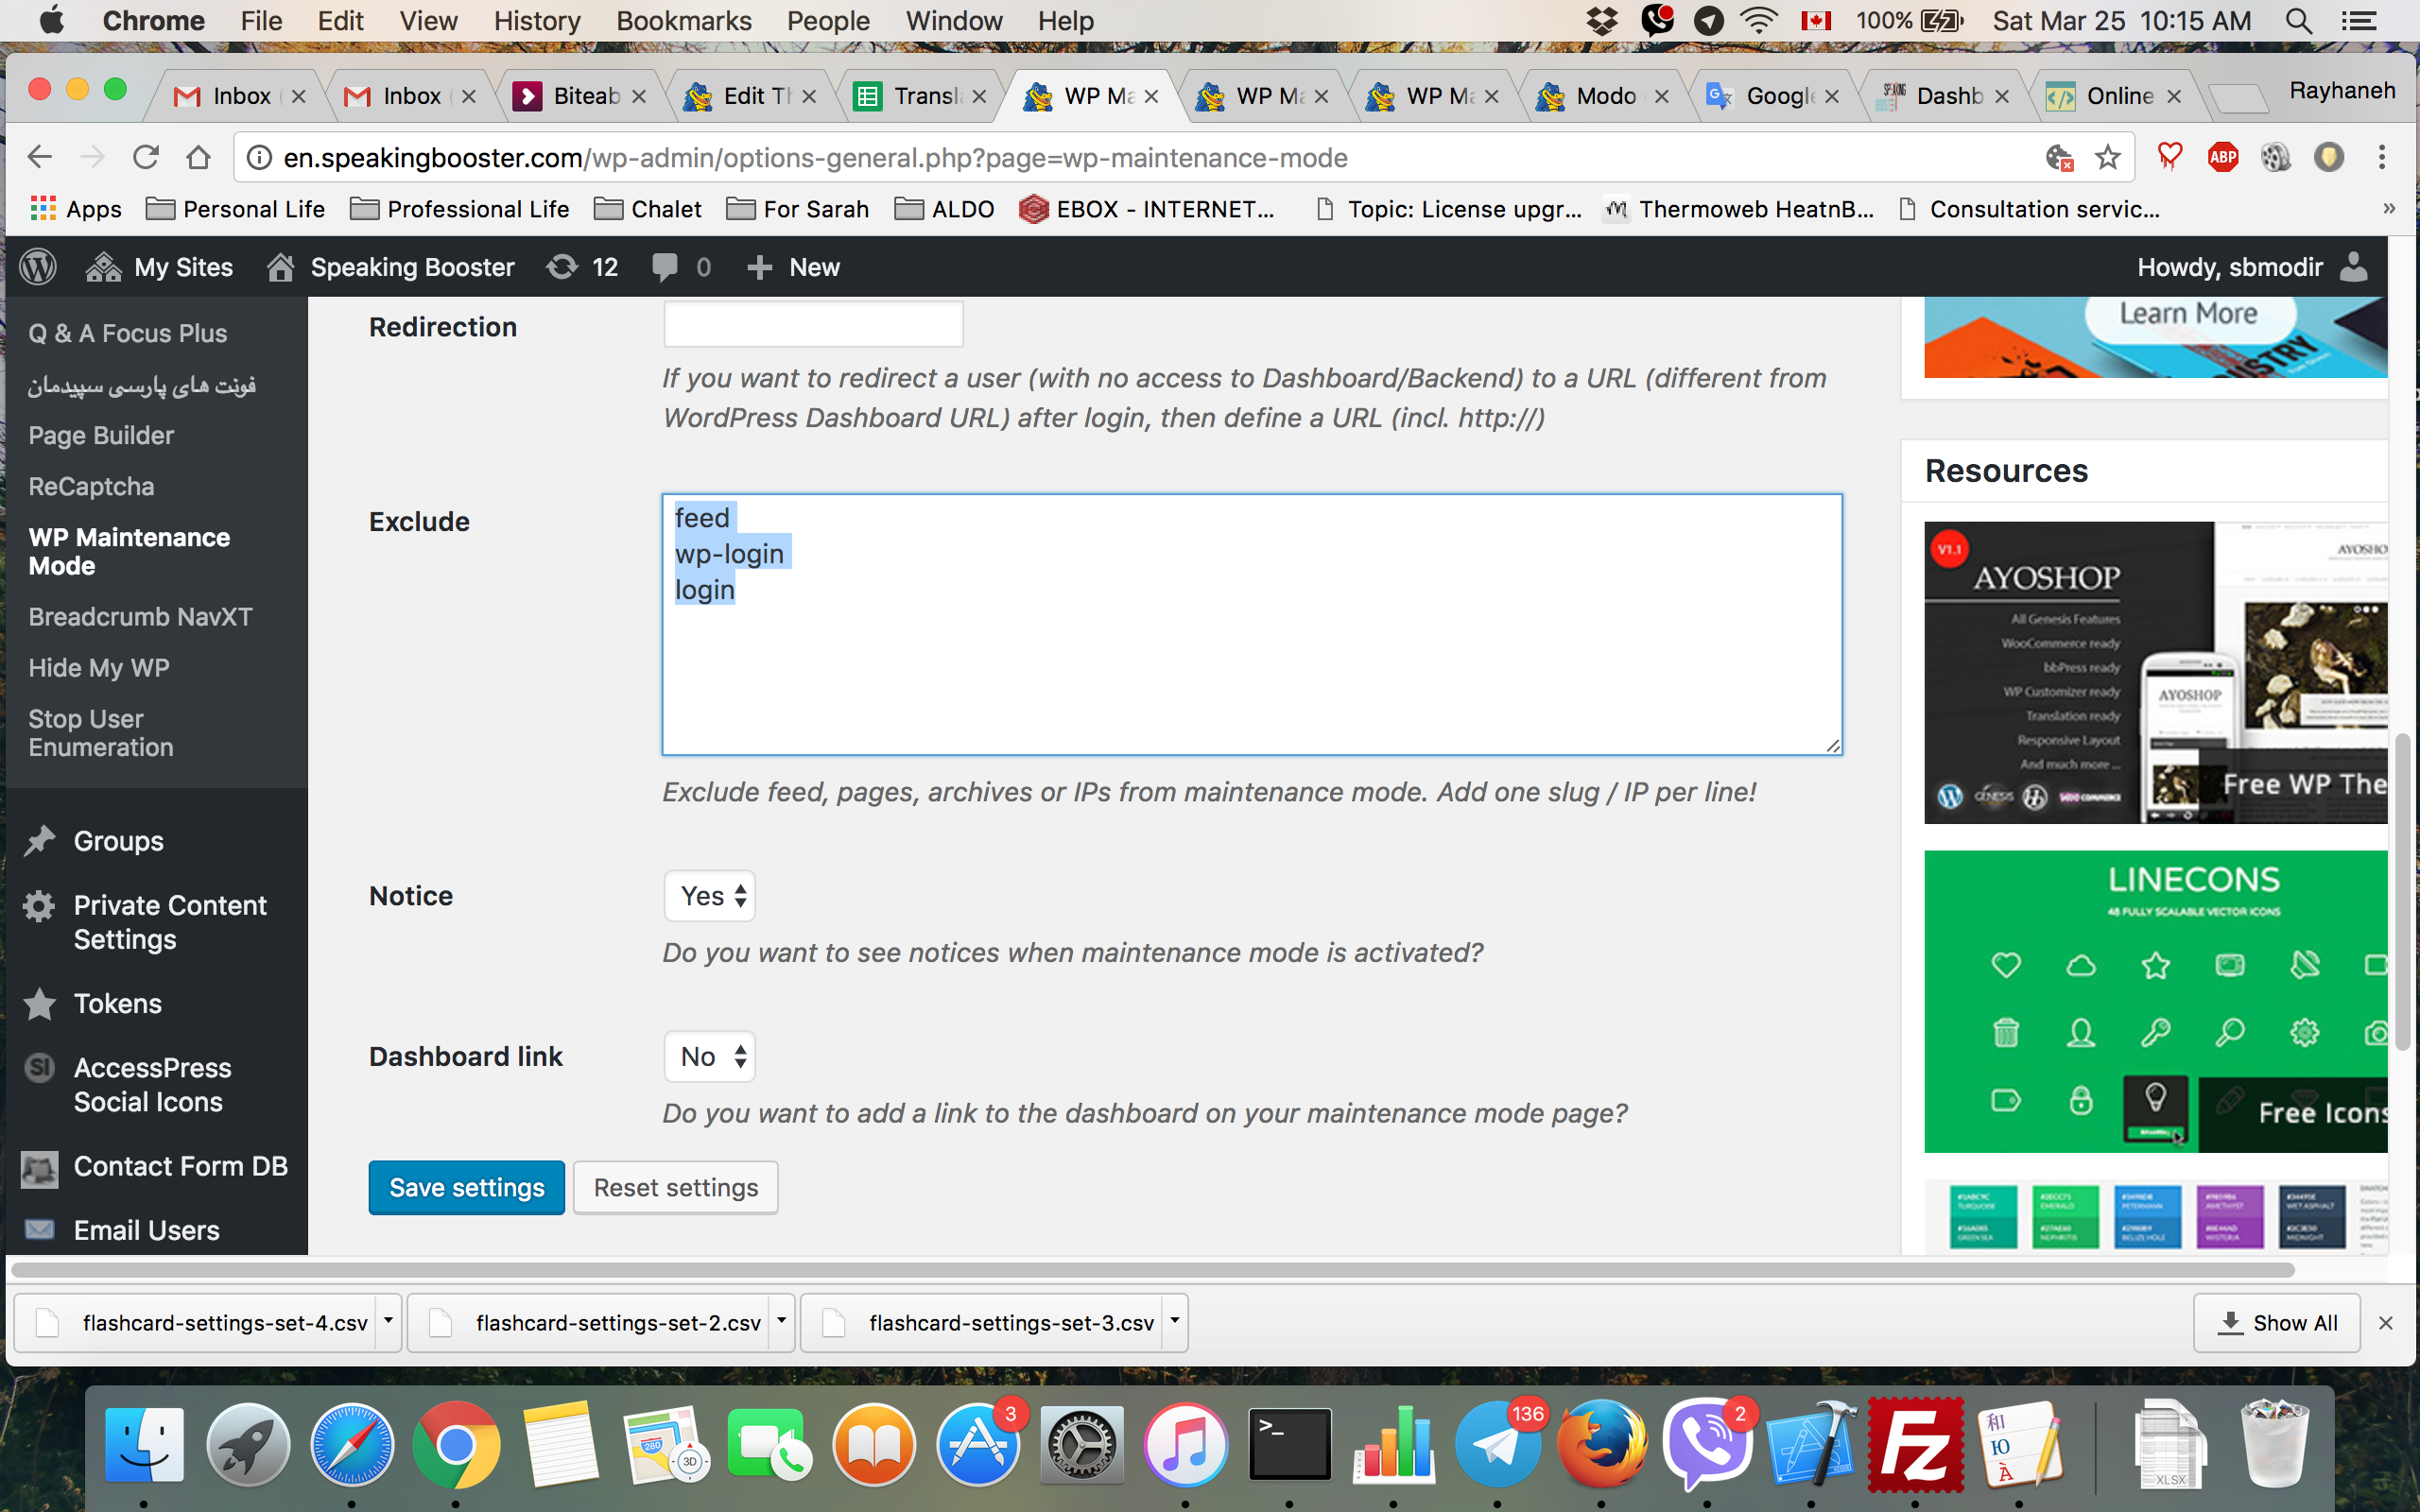 Chrome File Edit View History Bookmarks People Window Help 100% Sat Mar 25 10:15 AM
Inbox Inbox Biteab Edit Th Transl WP Ma WP Ma WP Ma Modo Google Dashb Online Rayhaneh
en.speakingbooster.com/wp-admin/options-general.php?page=wp-maintenance-mode ABP
Apps Personal Life Professional Life Chalet For Sarah ALDO EBOX - INTERNET... Topic: License upgr... Thermoweb HeatnB... Consultation servic... »
My Sites Speaking Booster 12 0 New Howdy, sbmodir
Q & A Focus Plus
فونت های پارسی سپیدمان
Page Builder
ReCaptcha
WP Maintenance
Mode
Breadcrumb NavXT
Hide My WP
Stop User
Enumeration
Groups
Private Content
Settings
Tokens
SI AccessPress
Social Icons
Contact Form DB
Email Users
Redirection
If you want to redirect a user (with no access to Dashboard/Backend) to a URL (different from
WordPress Dashboard URL) after login, then define a URL (incl. http://)
Exclude
feed
wp-login
login
Exclude feed, pages, archives or IPs from maintenance mode. Add one slug / IP per line!
Notice Yes
Do you want to see notices when maintenance mode is activated?
Dashboard link No
Do you want to add a link to the dashboard on your maintenance mode page?
Save settings Reset settings
Learn More
Resources
V1.1
AYOSHOP
All Genesis Features
WooCommerce ready
bbPress ready
WP Customizer ready
Translation ready
Responsive Layout
And much more ...
AYOSHOP
Free WP The
LINECONS
48 FULLY SCALABLE VECTOR ICONS
Free Icons
flashcard-settings-set-4.csv flashcard-settings-set-2.csv flashcard-settings-set-3.csv Show All
3 136 2
280
3D
>_
Fz
和
Ю
À
XLSX